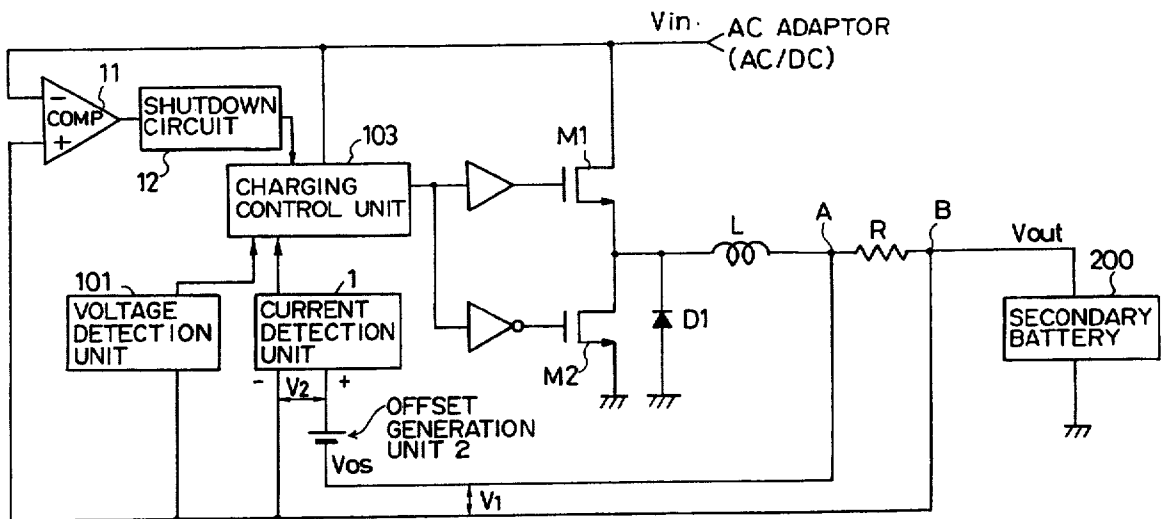 Vin.
AC ADAPTOR
(AC/DC)
11
-
COMP
+
SHUTDOWN
CIRCUIT
12
103
CHARGING
CONTROL UNIT
M1
A
B
L
R
Vout
200
SECONDARY
BATTERY
101
VOLTAGE
DETECTION
UNIT
1
CURRENT
DETECTION
UNIT
D1
M2
- V2 +
OFFSET
GENERATION
UNIT 2
Vos
V1